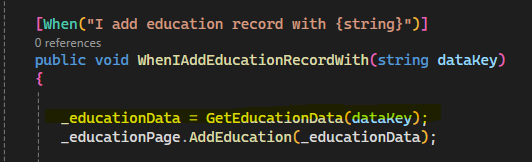 [When("I add education record with {string}")]
0 references
public void WhenIAddEducationRecordWith(string dataKey)
{
_educationData = GetEducationData(dataKey);
_educationPage.AddEducation(_educationData);